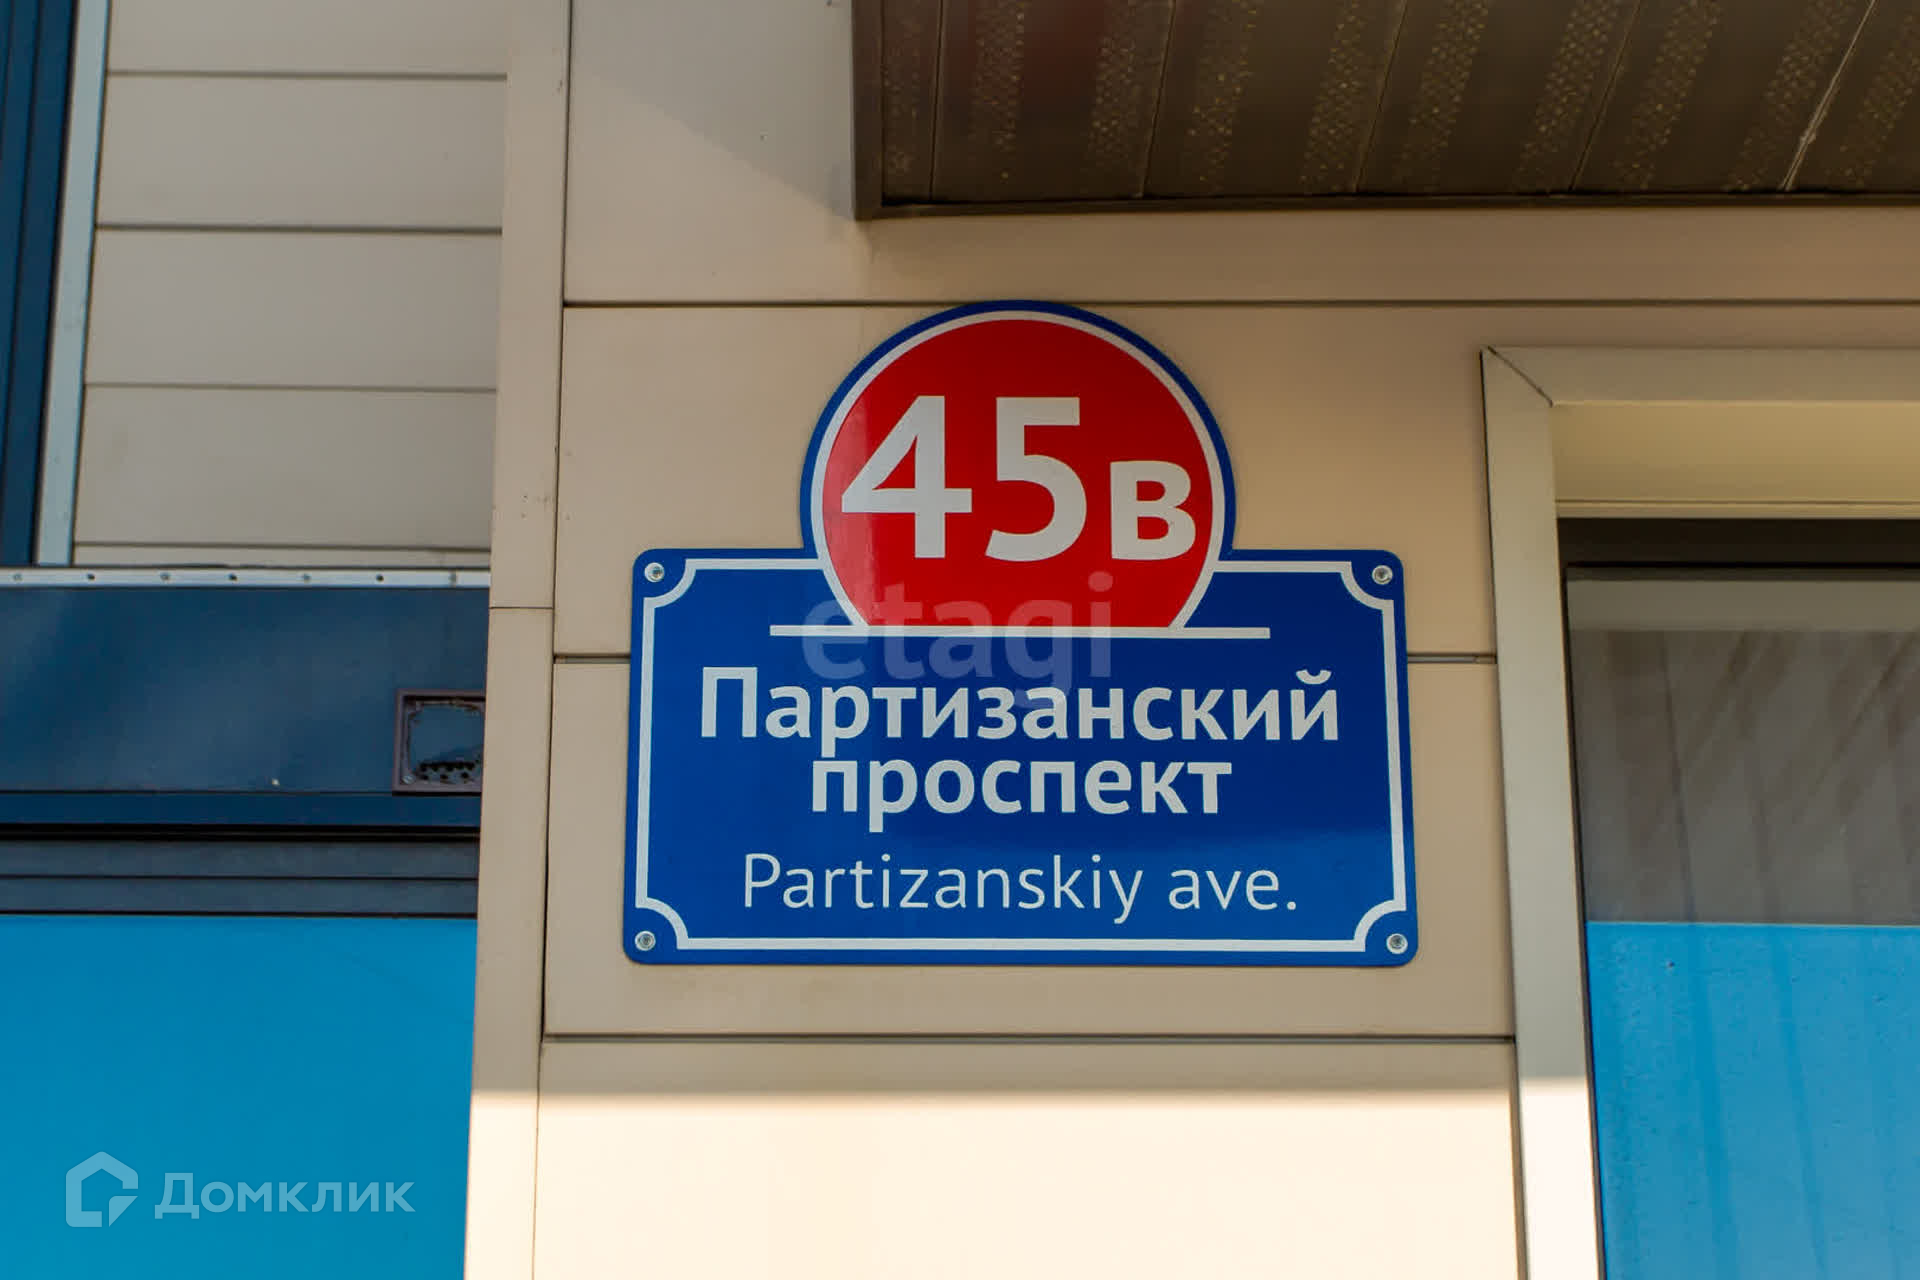 45в
etagi
Партизанский
проспект
Partizanskiy ave.
Домклик